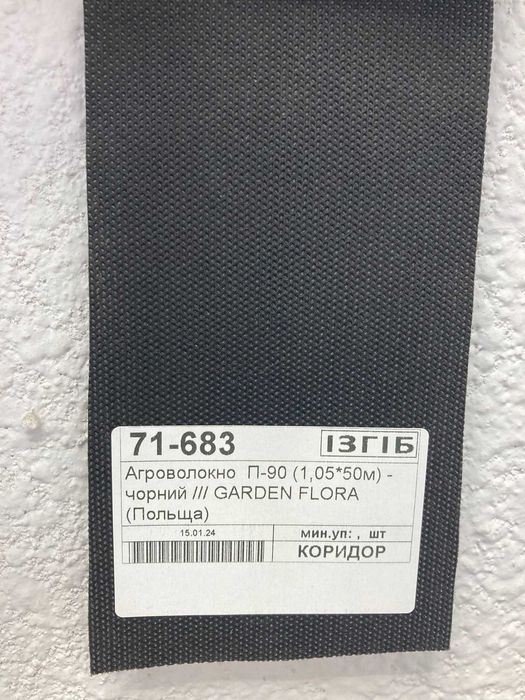 71-683 ІЗГІБ
Агроволокно П-90 (1,05*50м) -
чорний /// GARDEN FLORA
(Польща)
15.01.24 мин.уп: , шт
КОРИДОР